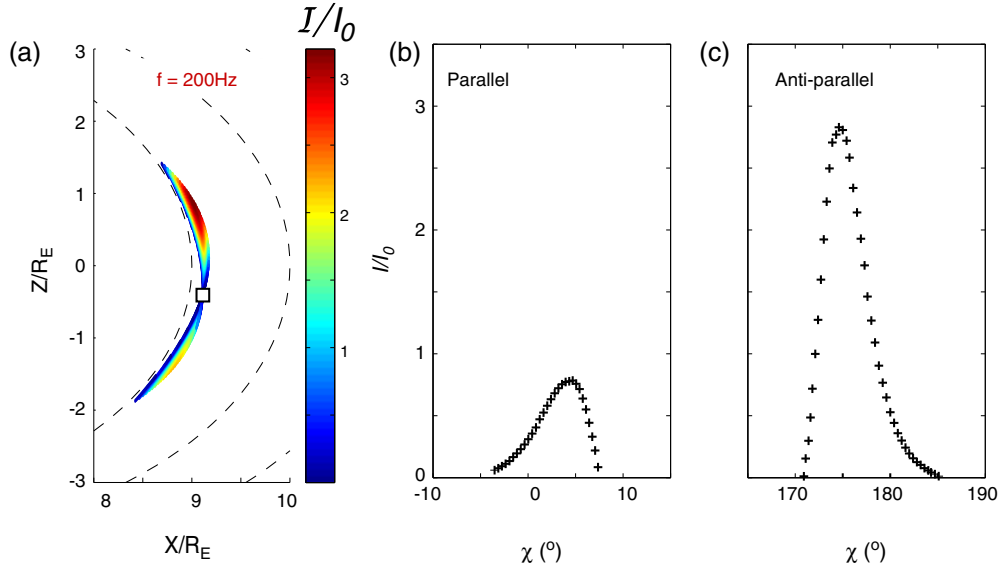 (a)
f = 200Hz
3
2
1
0
-1
-2
-3
8
9
10
Z/R_E
X/R_E
I/I_0
3
2
1
(b)
Parallel
3
2
1
0
-10
0
10
I/I_0
χ (º)
(c)
Anti-parallel
170
180
190
χ (º)